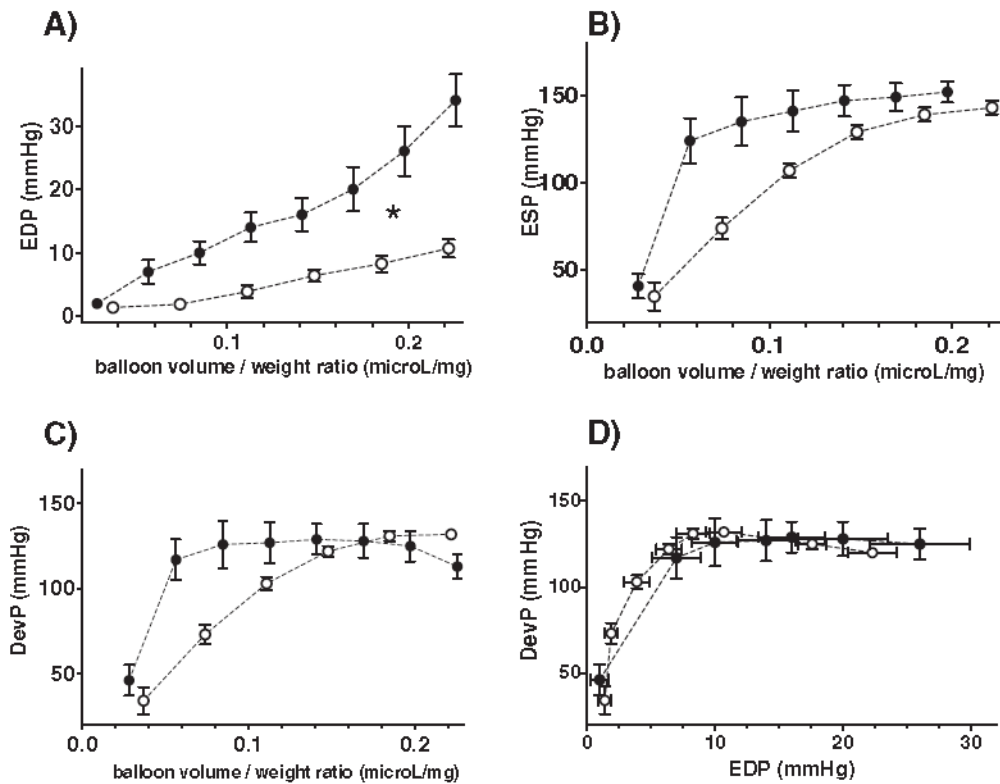 A)
EDP (mmHg)
30
20
10
0
0.1
0.2
balloon volume / weight ratio (microL/mg)
*
B)
ESP (mmHg)
150
100
50
0.0
0.1
0.2
balloon volume / weight ratio (microL/mg)
C)
DevP (mmHg)
150
100
50
0.0
0.1
0.2
balloon volume / weight ratio (microL/mg)
D)
DevP (mmHg)
150
100
50
0
10
20
30
EDP (mmHg)